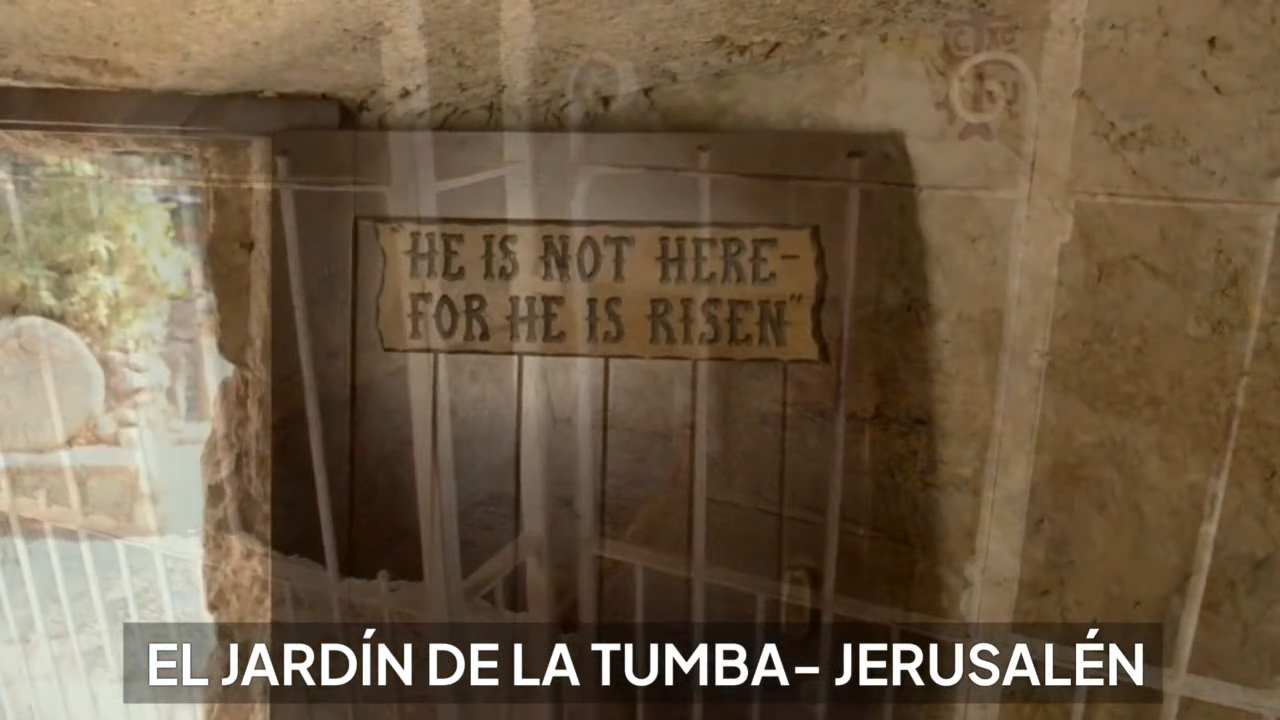 "HE IS NOT HERE-
FOR HE IS RISEN"
EL JARDÍN DE LA TUMBA- JERUSALÉN